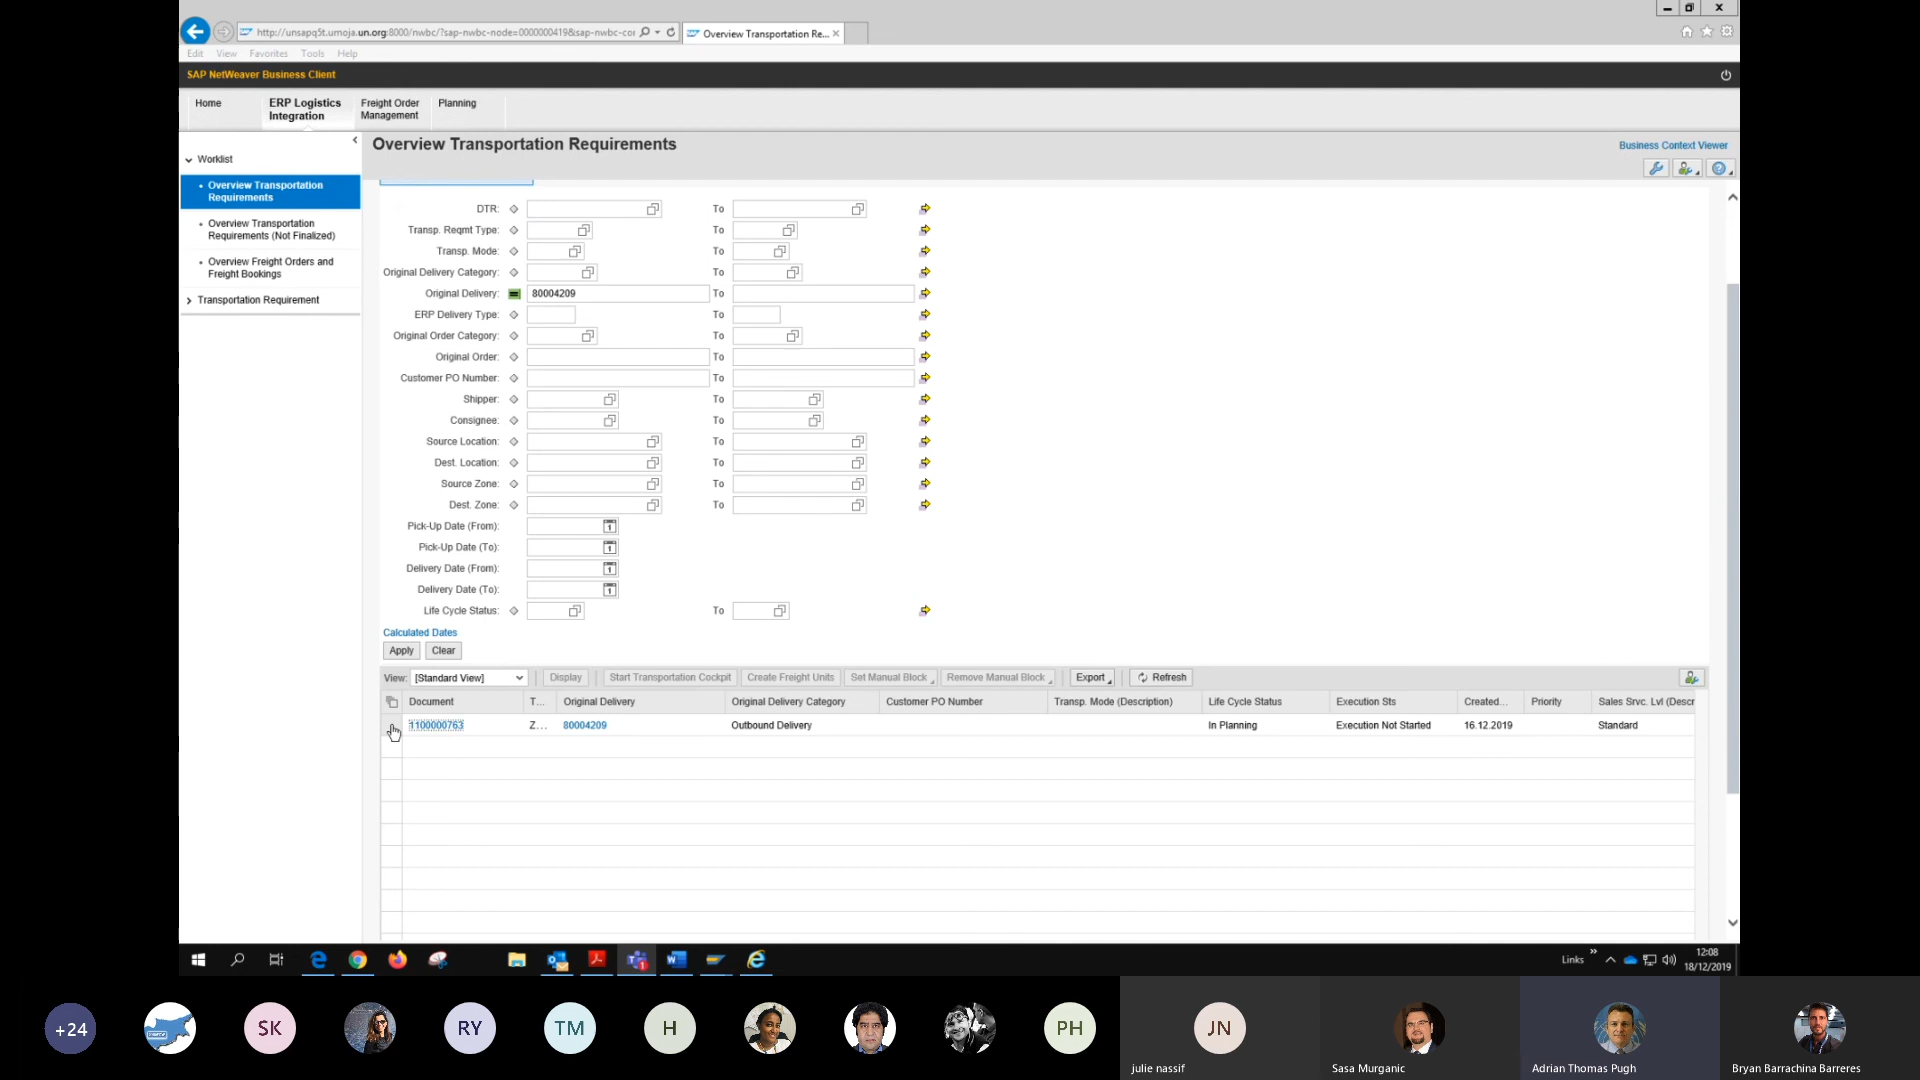 http://unsapq5t.umoja.un.org:8000/nwbc/?sap-nwbc-node=0000000419&sap-nwbc-cor
Overview Transportation Re...
Edit View Favorites Tools Help
SAP NetWeaver Business Client
Home
ERP Logistics
Integration
Freight Order
Management
Planning
Worklist
Overview Transportation
Requirements
Overview Transportation
Requirements (Not Finalized)
Overview Freight Orders and
Freight Bookings
Transportation Requirement
Overview Transportation Requirements
Business Context Viewer
DTR: To
Transp. Reqmt Type: To
Transp. Mode: To
Original Delivery Category: To
Original Delivery: 80004209 To
ERP Delivery Type: To
Original Order Category: To
Original Order: To
Customer PO Number: To
Shipper: To
Consignee: To
Source Location: To
Dest. Location: To
Source Zone: To
Dest. Zone: To
Pick-Up Date (From):
Pick-Up Date (To):
Delivery Date (From):
Delivery Date (To):
Life Cycle Status: To
Calculated Dates
Apply Clear
View: [Standard View] Display Start Transportation Cockpit Create Freight Units Set Manual Block Remove Manual Block Export Refresh
Document T... Original Delivery Original Delivery Category Customer PO Number Transp. Mode (Description) Life Cycle Status Execution Sts Created... Priority Sales Srvc. Lvl (Descr
1100000763 Z... 80004209 Outbound Delivery In Planning Execution Not Started 16.12.2019 Standard
Links 12:08
18/12/2019
+24 SK RY TM H PH JN
julie nassif Sasa Murganic Adrian Thomas Pugh Bryan Barrachina Barreres